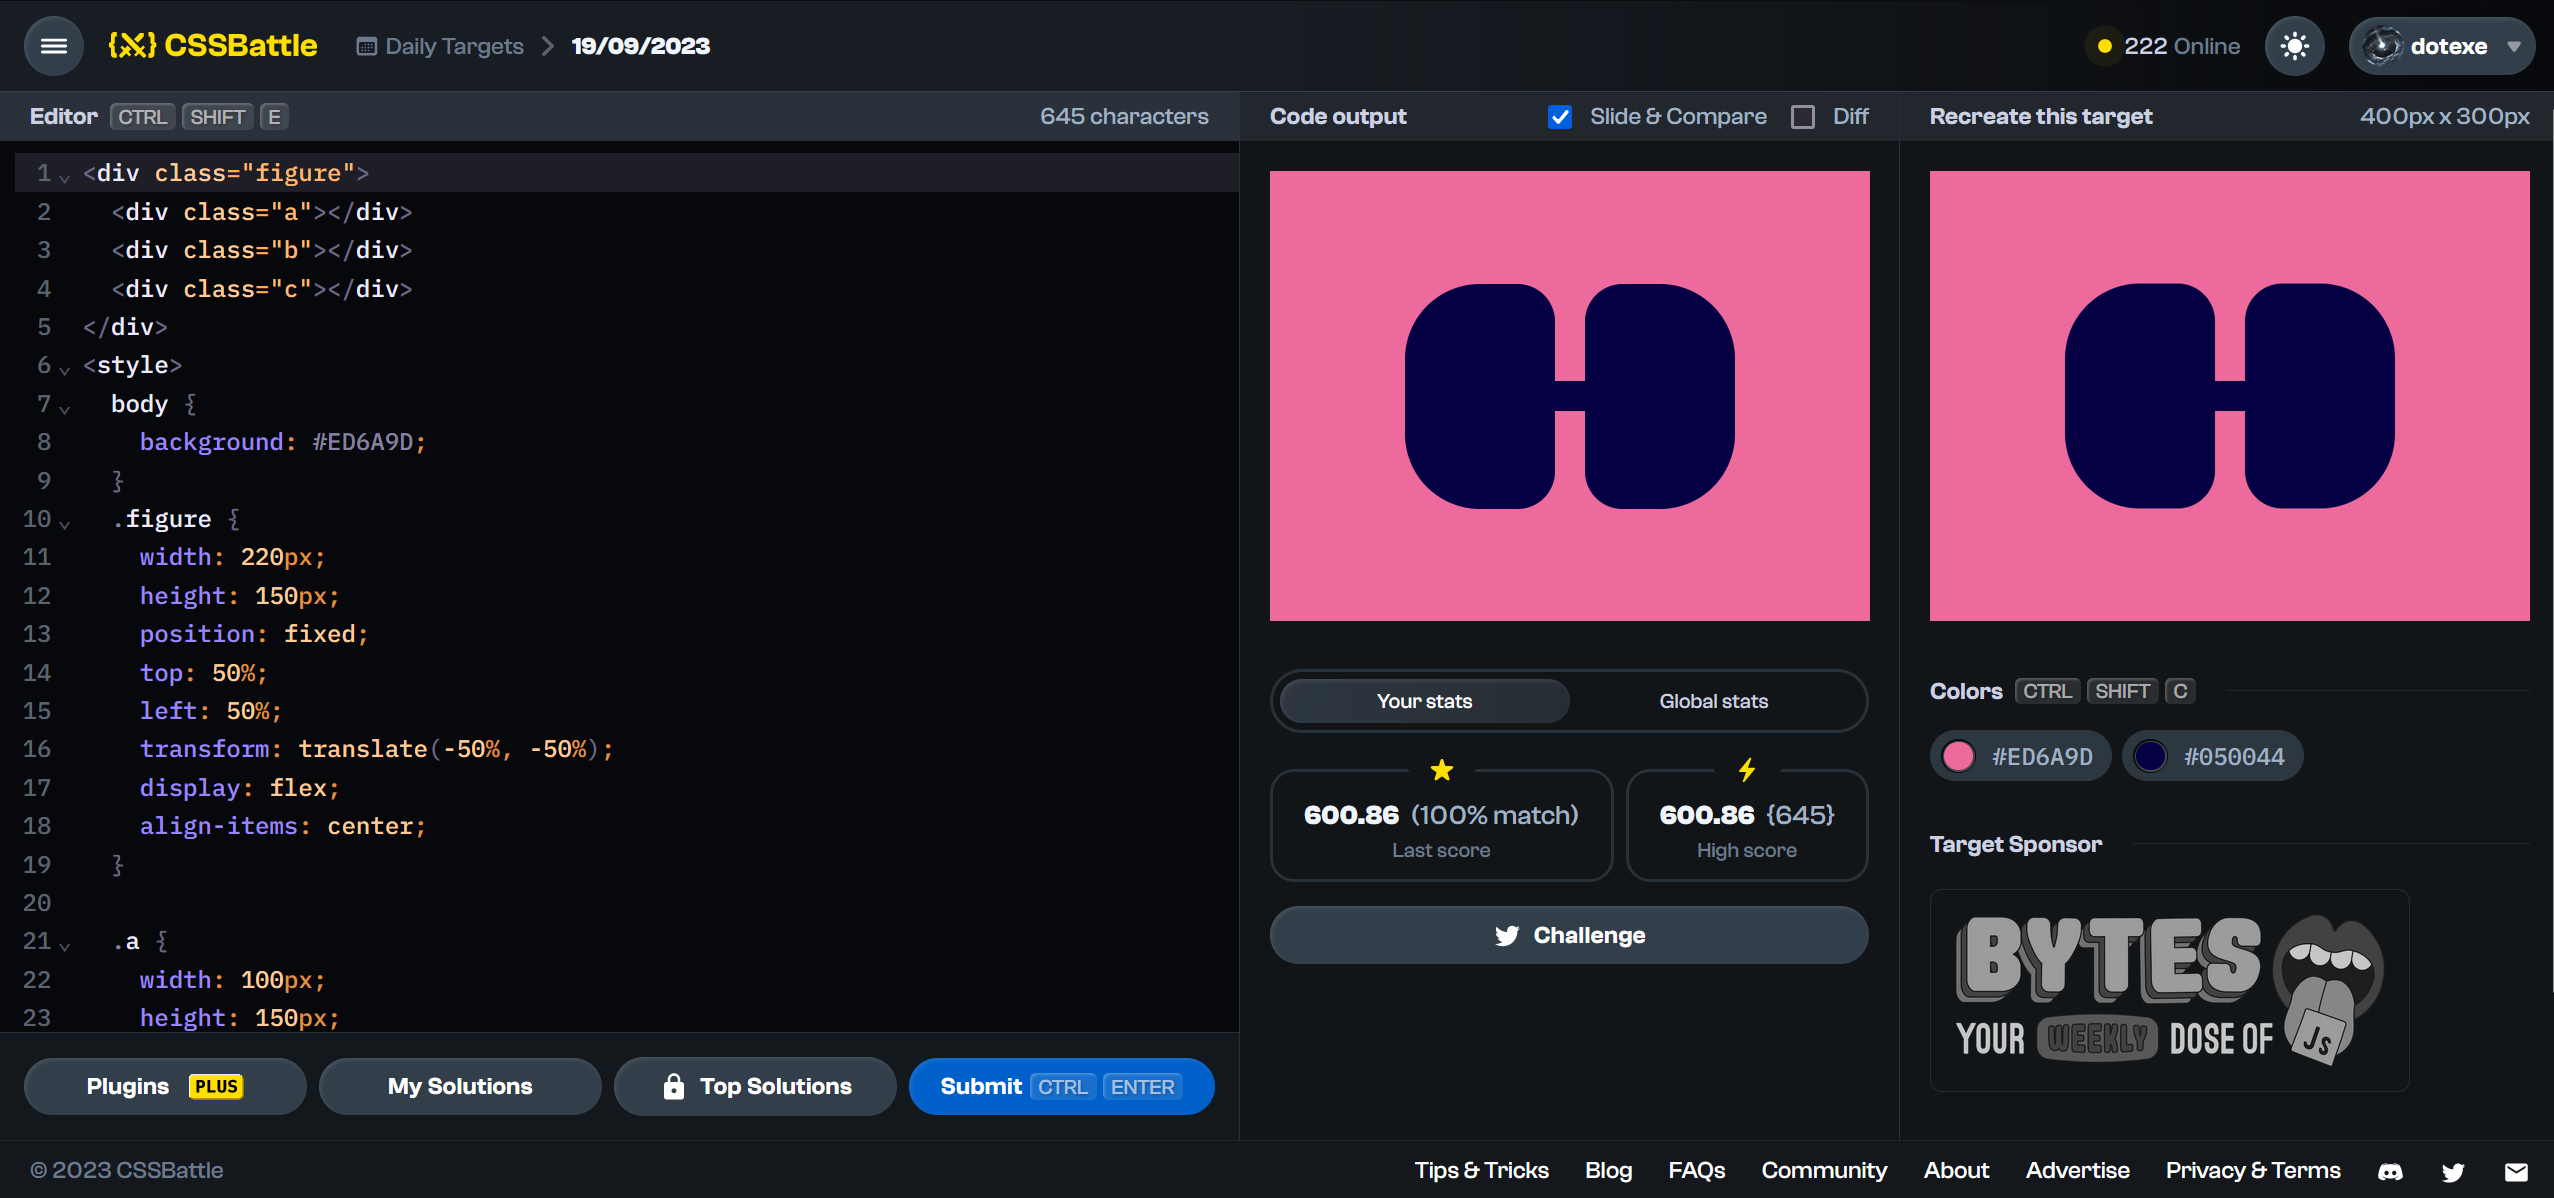 {X} CSSBattle Daily Targets 19/09/2023 222 Online dotexe
Editor CTRL SHIFT E 645 characters
1 <div class="figure">
2 <div class="a"></div>
3 <div class="b"></div>
4 <div class="c"></div>
5 </div>
6 <style>
7 body {
8 background: #ED6A9D;
9 }
10 .figure {
11 width: 220px;
12 height: 150px;
13 position: fixed;
14 top: 50%;
15 left: 50%;
16 transform: translate(-50%, -50%);
17 display: flex;
18 align-items: center;
19 }
20
21 .a {
22 width: 100px;
23 height: 150px;
Plugins PLUS My Solutions Top Solutions Submit CTRL ENTER
Code output Slide & Compare Diff
Your stats Global stats
600.86 (100% match)
Last score
600.86 {645}
High score
Challenge
Recreate this target 400px x 300px
Colors CTRL SHIFT C
#ED6A9D #050044
Target Sponsor
BYTES
YOUR WEEKLY DOSE OF JS
© 2023 CSSBattle Tips & Tricks Blog FAQs Community About Advertise Privacy & Terms